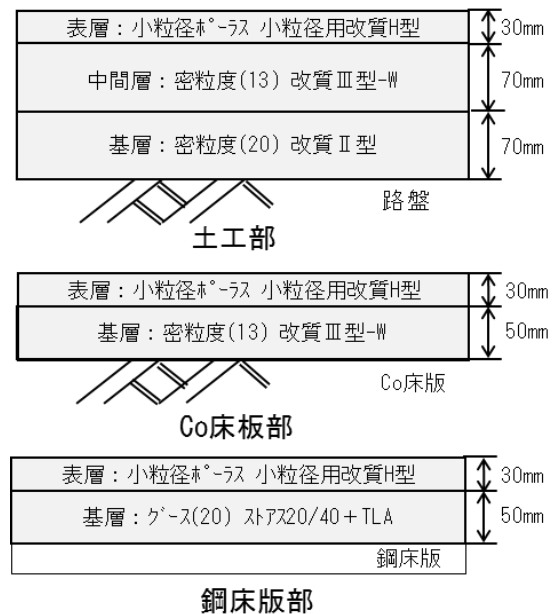 表層：小粒径ﾎﾟｰﾗｽ 小粒径用改質H型
30mm
中間層：密粒度(13) 改質Ⅲ型-W
70mm
基層：密粒度(20) 改質Ⅱ型
70mm
路盤
土工部
表層：小粒径ﾎﾟｰﾗｽ 小粒径用改質H型
30mm
基層：密粒度(13) 改質Ⅲ型-W
50mm
Co床版
Co床板部
表層：小粒径ﾎﾟｰﾗｽ 小粒径用改質H型
30mm
基層：ｸﾞｰｽ(20) ｽﾄｱｽ20/40＋TLA
50mm
鋼床版
鋼床版部